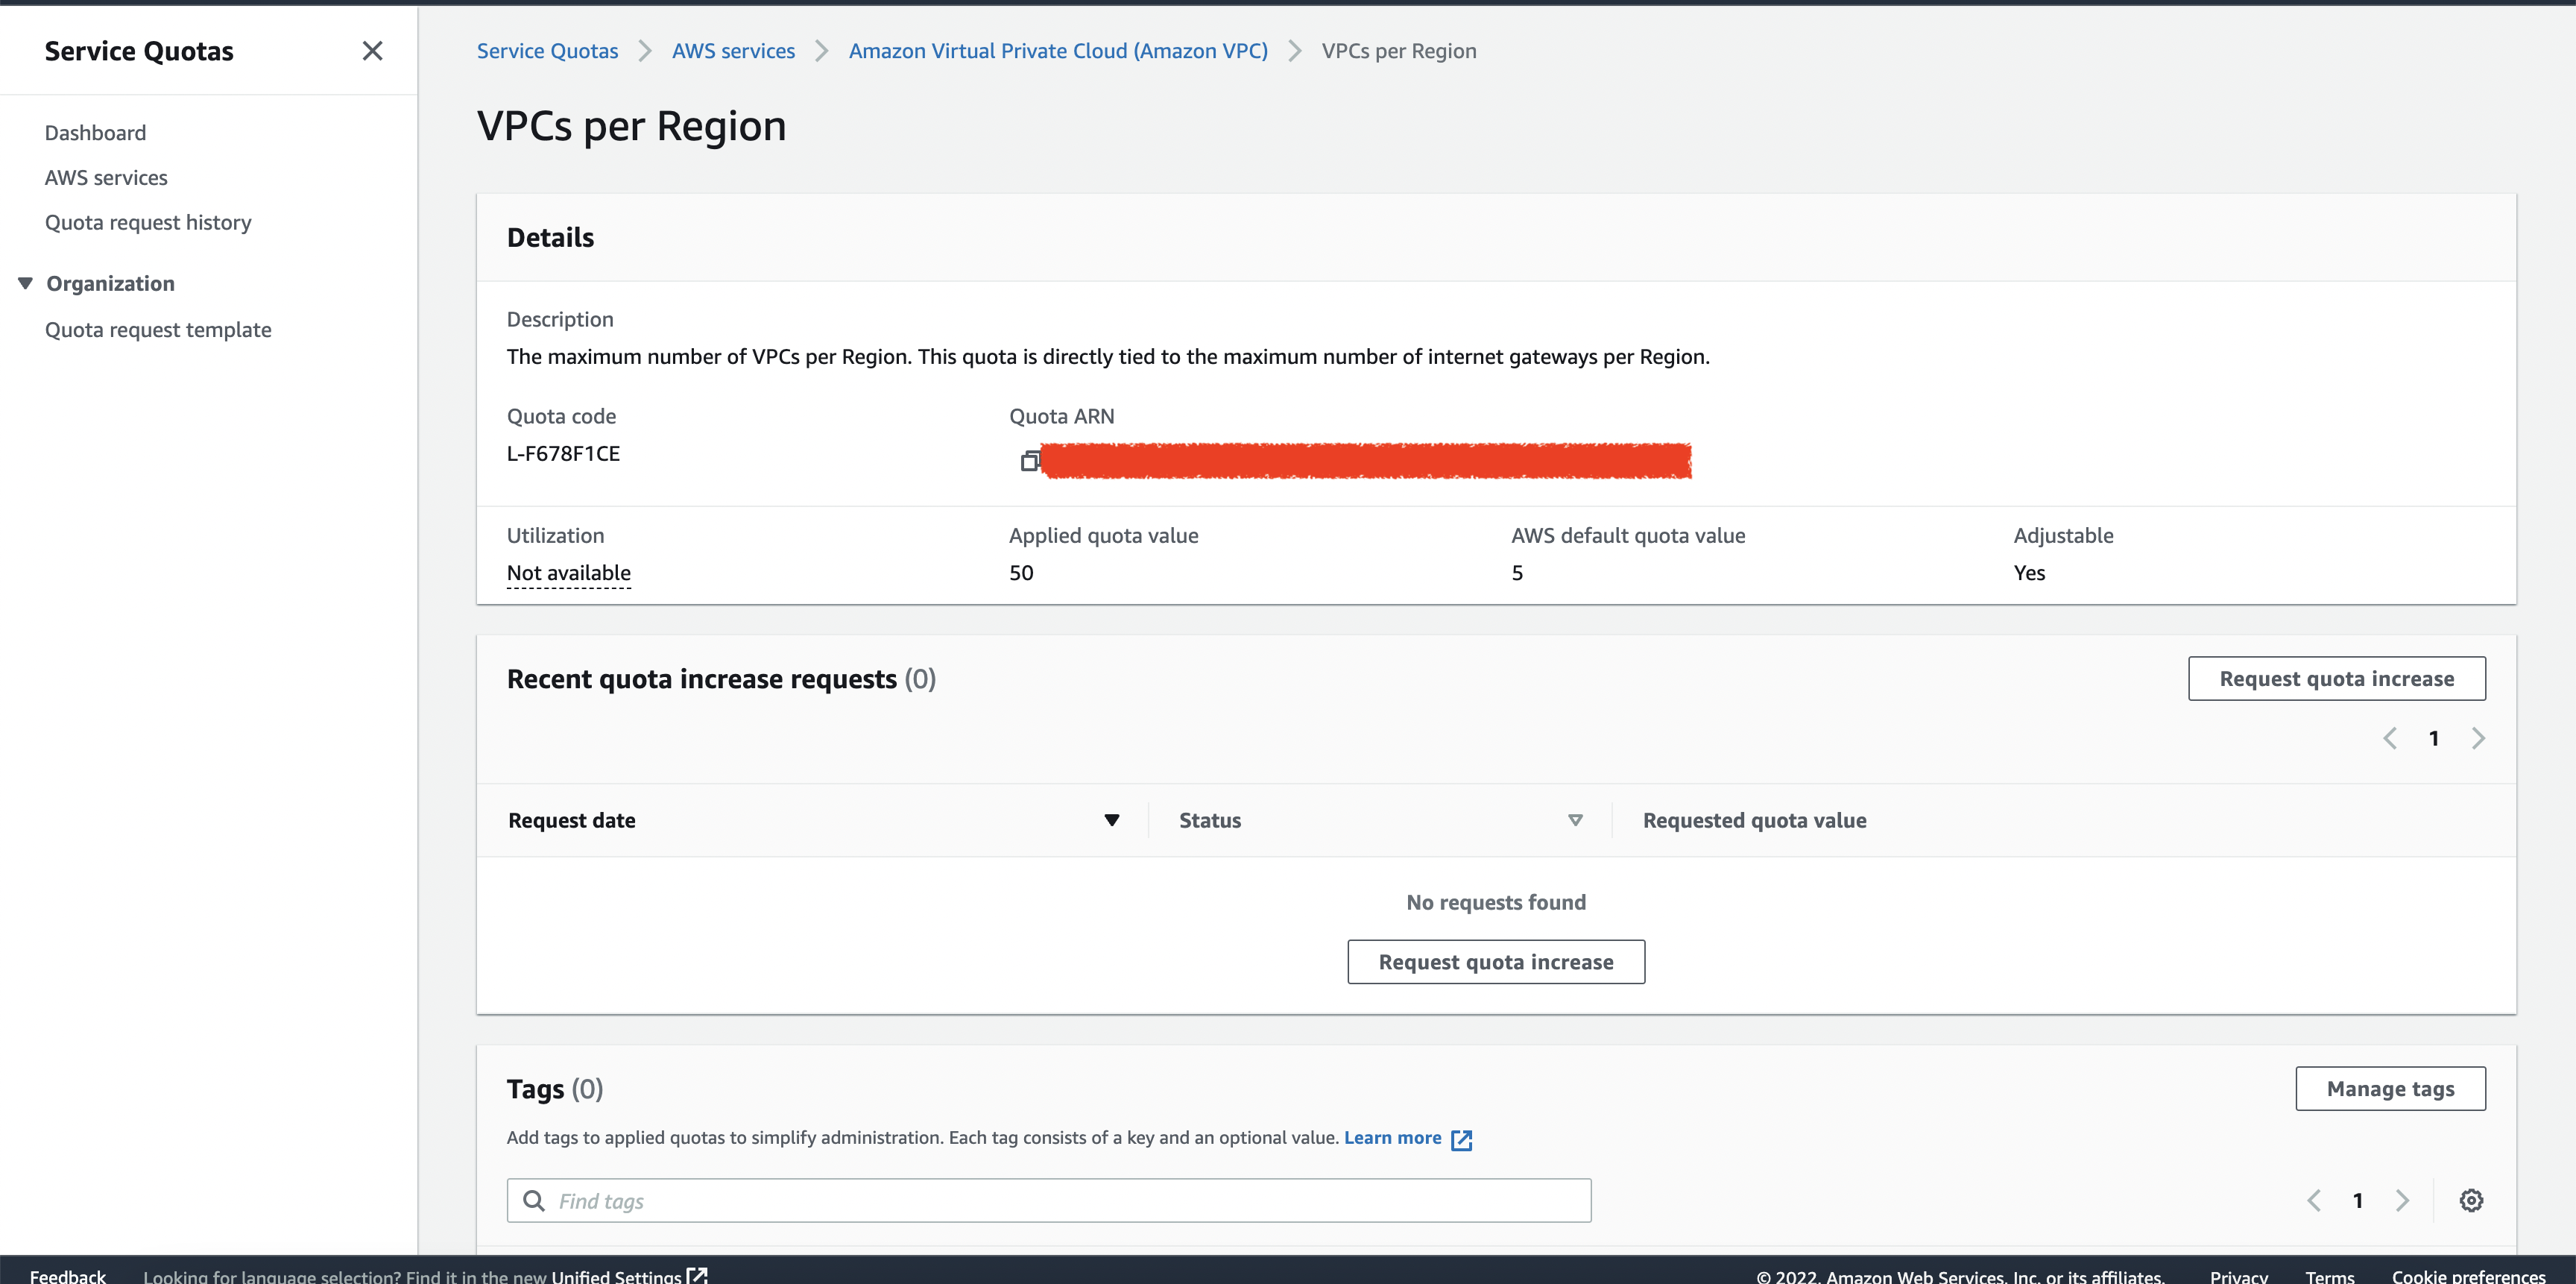 Service Quotas
Dashboard
AWS services
Quota request history
Organization
Quota request template
Service Quotas > AWS services > Amazon Virtual Private Cloud (Amazon VPC) > VPCs per Region
VPCs per Region
Details
Description
The maximum number of VPCs per Region. This quota is directly tied to the maximum number of internet gateways per Region.
Quota code
L-F678F1CE
Quota ARN
Utilization
Not available
Applied quota value
50
AWS default quota value
5
Adjustable
Yes
Recent quota increase requests (0)
Request quota increase
1
Request date Status Requested quota value
No requests found
Request quota increase
Tags (0)
Manage tags
Add tags to applied quotas to simplify administration. Each tag consists of a key and an optional value. Learn more
Find tags
1
Feedback Looking for language selection? Find it in the new Unified Settings © 2022, Amazon Web Services, Inc. or its affiliates. Privacy Terms Cookie preferences